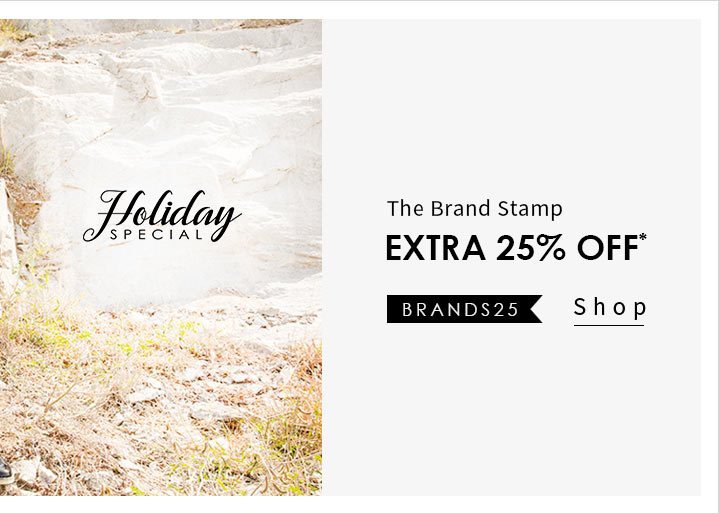 Holiday
SPECIAL
The Brand Stamp
EXTRA 25% OFF*
BRANDS25
Shop